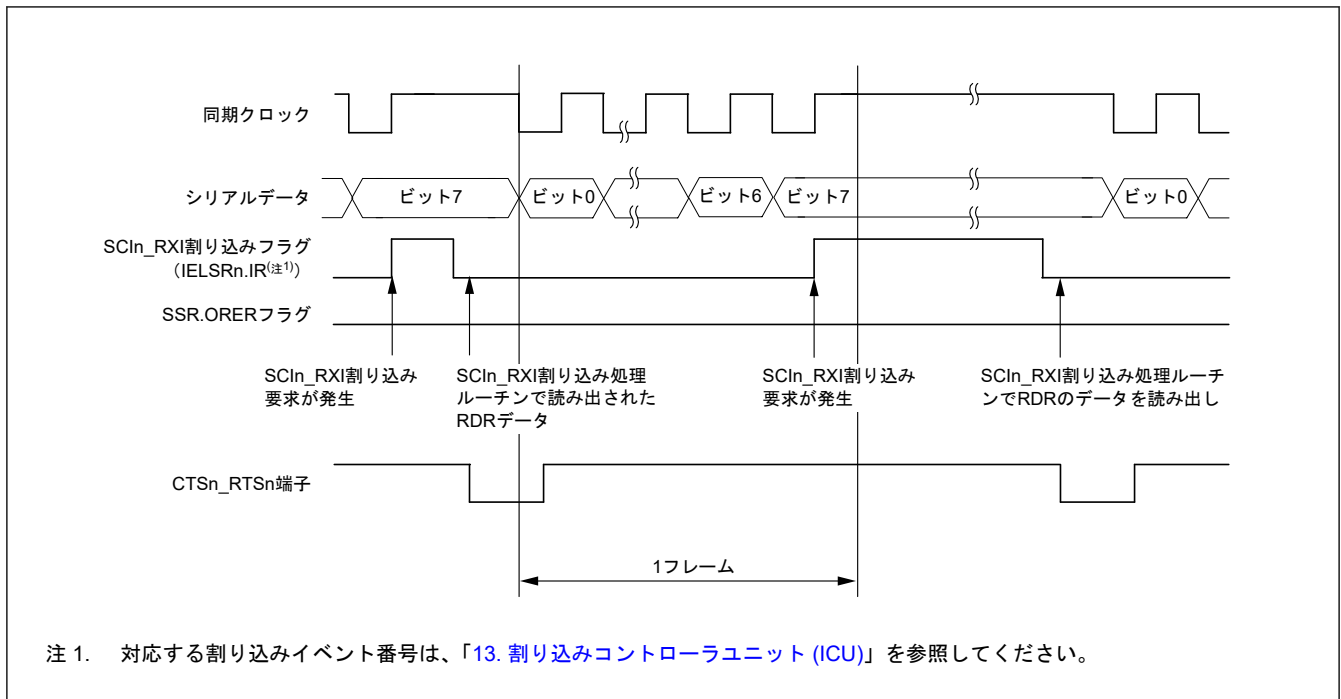 同期クロック
シリアルデータ
ビット7
ビット0
ビット6
ビット7
ビット0
SCIn_RXI割り込みフラグ
（IELSRn.IR(注1)）
SSR.ORERフラグ
SCIn_RXI割り込み
要求が発生
SCIn_RXI割り込み処理
ルーチンで読み出された
RDRデータ
SCIn_RXI割り込み
要求が発生
SCIn_RXI割り込み処理ルーチ
ンでRDRのデータを読み出し
CTSn_RTSn端子
1フレーム
注 1. 対応する割り込みイベント番号は、「13. 割り込みコントローラユニット (ICU)」を参照してください。